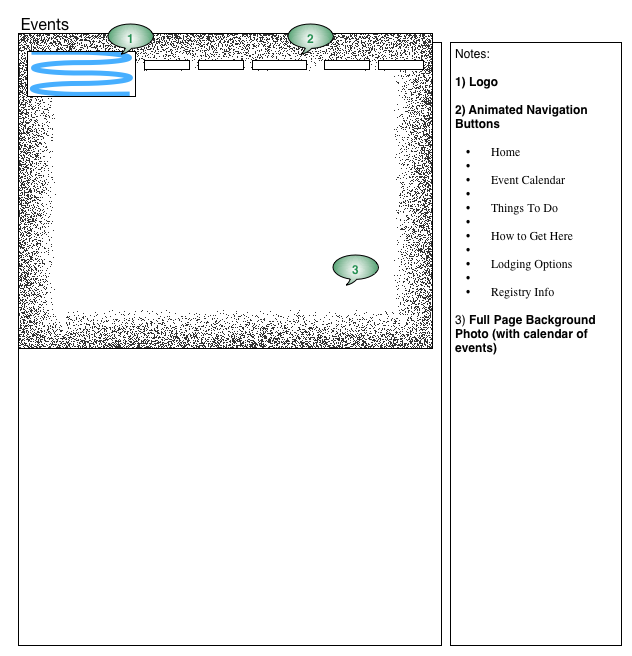 Events
1
2
3
Notes:
1) Logo
2) Animated Navigation
Buttons
• Home
•
• Event Calendar
•
• Things To Do
•
• How to Get Here
•
• Lodging Options
•
• Registry Info
3) Full Page Background
Photo (with calendar of
events)